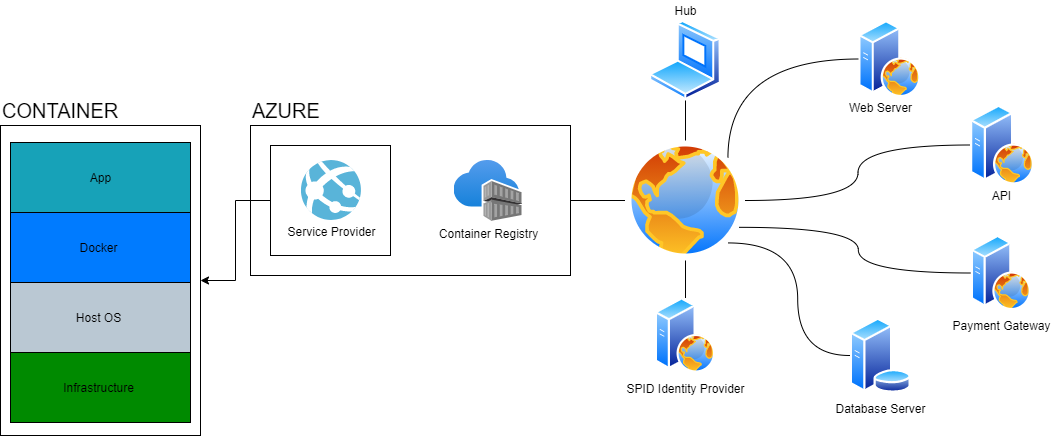 Hub
Web Server
CONTAINER
AZURE
App
API
Service Provider
Container Registry
Docker
Host OS
Payment Gateway
Infrastructure
SPID Identity Provider
Database Server